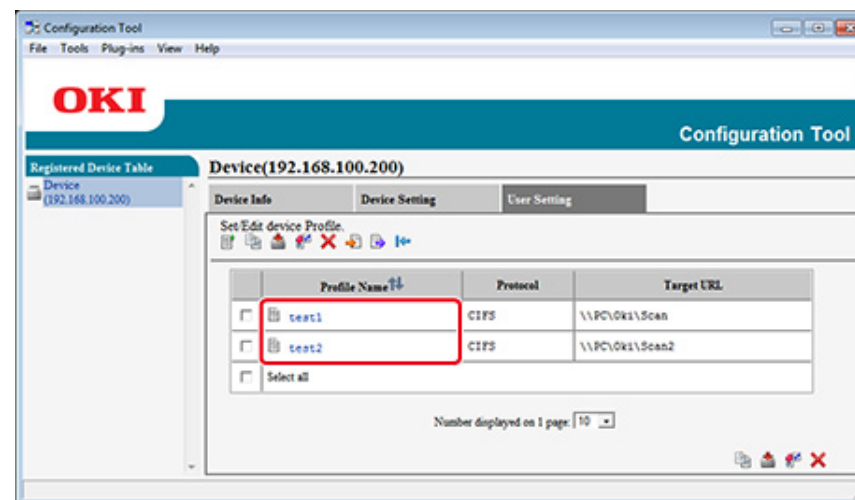 Configuration Tool
File Tools Plug-ins View Help
OKI
Configuration Tool
Registered Device Table
Device
(192.168.100.200)
Device(192.168.100.200)
Device Info Device Setting User Setting
Set/Edit device Profile.
Profile Name Protocol Target URL
test1 CIFS \\PC\Oki\Scan
test2 CIFS \\PC\Oki\Scan2
Select all
Number displayed on 1 page: 10